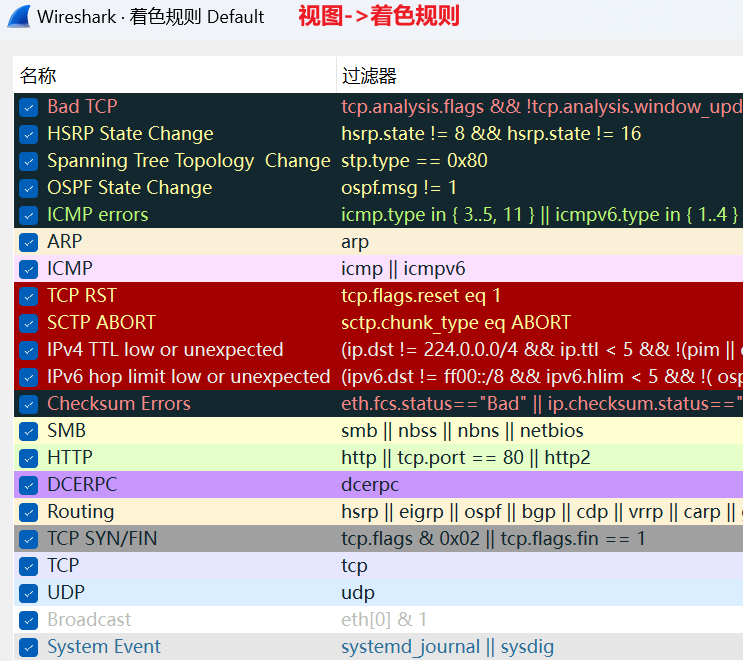 Wireshark · 着色规则 Default 视图->着色规则
名称 过滤器
Bad TCP tcp.analysis.flags && !tcp.analysis.window_upd
HSRP State Change hsrp.state != 8 && hsrp.state != 16
Spanning Tree Topology  Change stp.type == 0x80
OSPF State Change ospf.msg != 1
ICMP errors icmp.type in { 3..5, 11 } || icmpv6.type in { 1..4 }
ARP arp
ICMP icmp || icmpv6
TCP RST tcp.flags.reset eq 1
SCTP ABORT sctp.chunk_type eq ABORT
IPv4 TTL low or unexpected (ip.dst != 224.0.0.0/4 && ip.ttl < 5 && !(pim ||
IPv6 hop limit low or unexpected (ipv6.dst != ff00::/8 && ipv6.hlim < 5 && !( osp
Checksum Errors eth.fcs.status=="Bad" || ip.checksum.status=="
SMB smb || nbss || nbns || netbios
HTTP http || tcp.port == 80 || http2
DCERPC dcerpc
Routing hsrp || eigrp || ospf || bgp || cdp || vrrp || carp ||
TCP SYN/FIN tcp.flags & 0x02 || tcp.flags.fin == 1
TCP tcp
UDP udp
Broadcast eth[0] & 1
System Event systemd_journal || sysdig